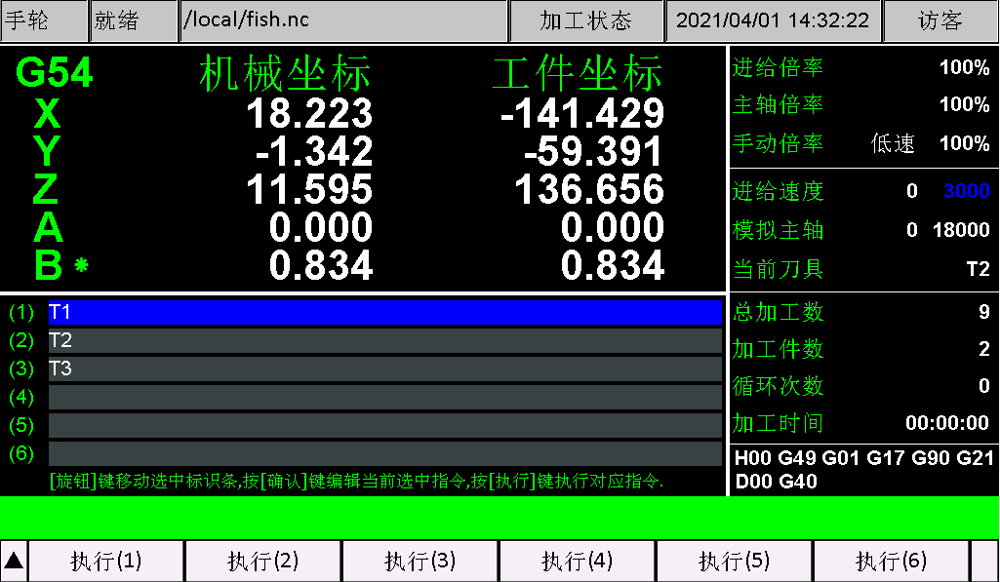 手轮 就绪 /local/fish.nc 加工状态 2021/04/01 14:32:22 访客
G54 机械坐标 工件坐标
X 18.223 -141.429
Y -1.342 -59.391
Z 11.595 136.656
A 0.000 0.000
B * 0.834 0.834
进给倍率 100%
主轴倍率 100%
手动倍率 低速 100%
进给速度 0 3000
模拟主轴 0 18000
当前刀具 T2
总加工数 9
加工件数 2
循环次数 0
加工时间 00:00:00
H00 G49 G01 G17 G90 G21
D00 G40
(1) T1
(2) T2
(3) T3
(4)
(5)
(6)
[旋钮]键移动选中标识条,按[确认]键编辑当前选中指令,按[执行]键执行对应指令.
▲ 执行(1) 执行(2) 执行(3) 执行(4) 执行(5) 执行(6)